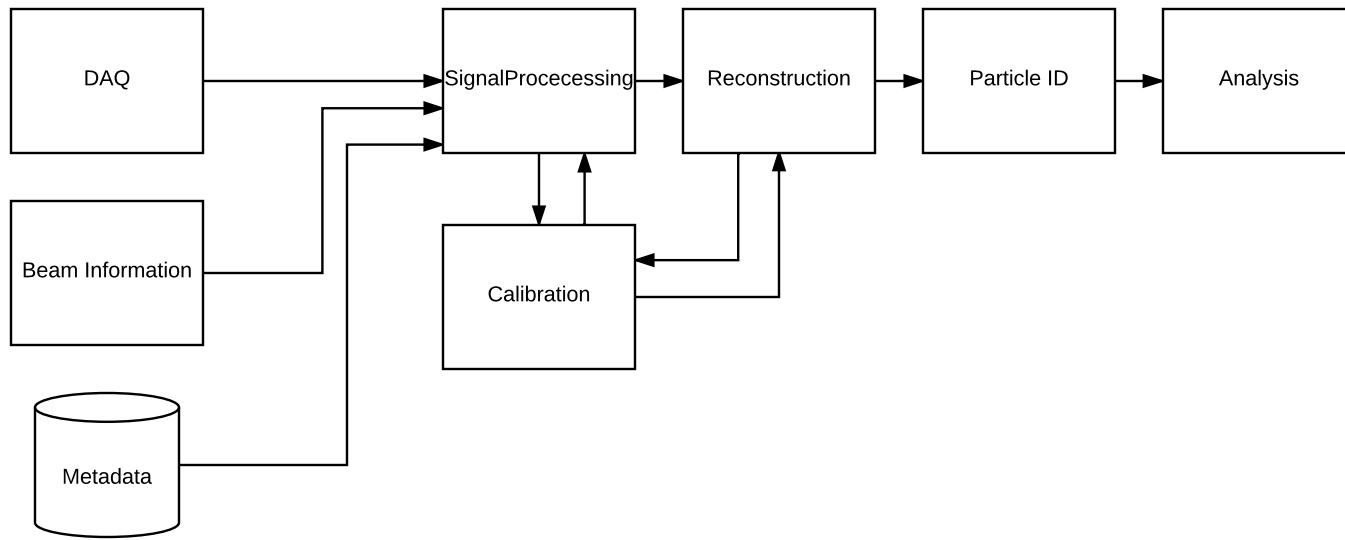 DAQ
SignalProcecessing
Reconstruction
Particle ID
Analysis
Beam Information
Calibration
Metadata